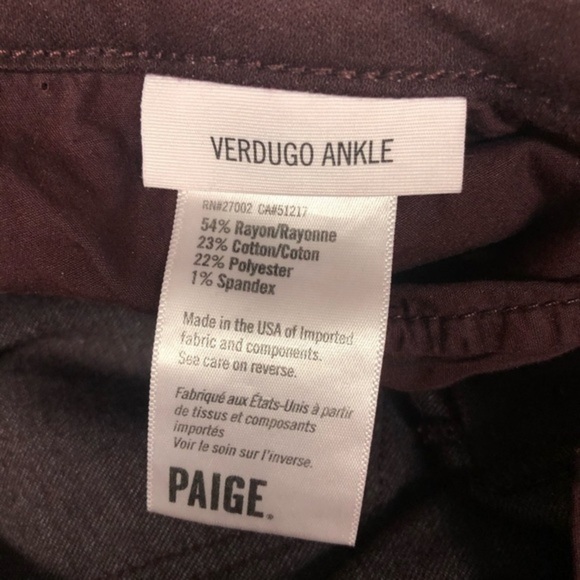 VERDUGO ANKLE
RN#27002 CA#51217
54% Rayon/Rayonne
23% Cotton/Coton
22% Polyester
1% Spandex
Made in the USA of Imported
fabric and components.
See care on reverse.
Fabriqué aux États-Unis à partir
de tissus et composants
importés
Voir le soin sur l'inverse.
PAIGE.